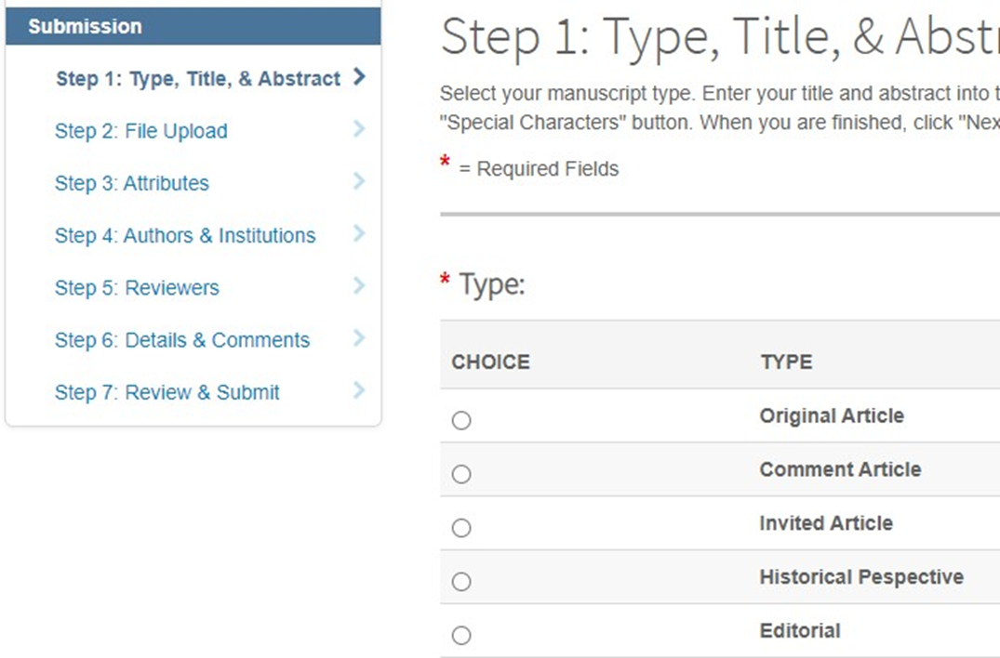 Submission
Step 1: Type, Title, & Abstract
Step 2: File Upload
Step 3: Attributes
Step 4: Authors & Institutions
Step 5: Reviewers
Step 6: Details & Comments
Step 7: Review & Submit
Step 1: Type, Title, & Abstr
Select your manuscript type. Enter your title and abstract into t
"Special Characters" button. When you are finished, click "Nex
* = Required Fields
* Type:
CHOICE TYPE
Original Article
Comment Article
Invited Article
Historical Pespective
Editorial